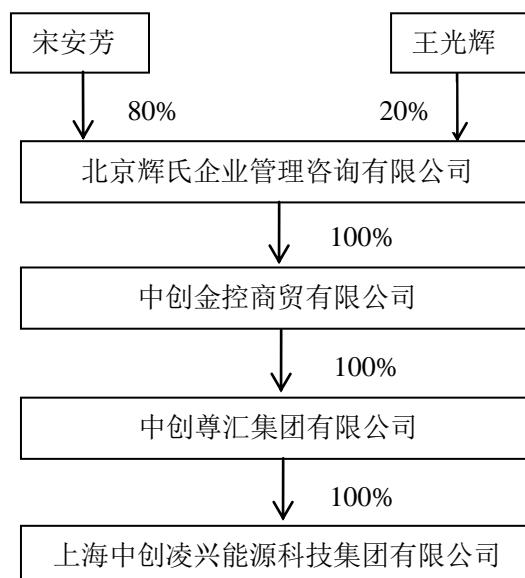 宋安芳
王光辉
80%
20%
北京辉氏企业管理咨询有限公司
100%
中创金控商贸有限公司
100%
中创尊汇集团有限公司
100%
上海中创凌兴能源科技集团有限公司